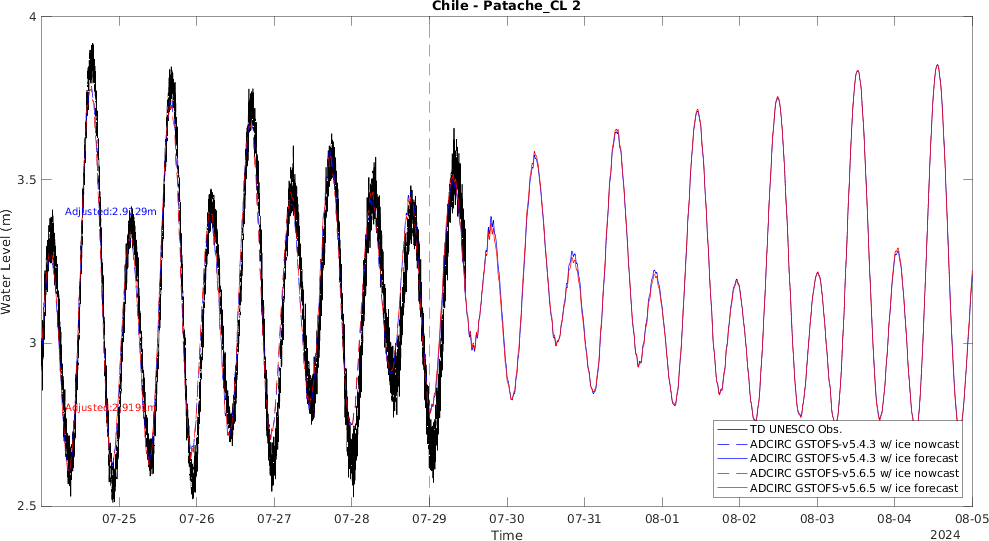 Chile - Patache_CL 2
4
3.5
3
2.5
Water Level (m)
Adjusted:2.9129m
07-25
07-26
07-27
07-28
07-29
07-30
07-31
08-01
08-02
08-03
08-04
08-05
Time
2024
TD UNESCO Obs.
ADCIRC GSTOFS-v5.4.3 w/ ice nowcast
ADCIRC GSTOFS-v5.4.3 w/ ice forecast
ADCIRC GSTOFS-v5.6.5 w/ ice nowcast
ADCIRC GSTOFS-v5.6.5 w/ ice forecast